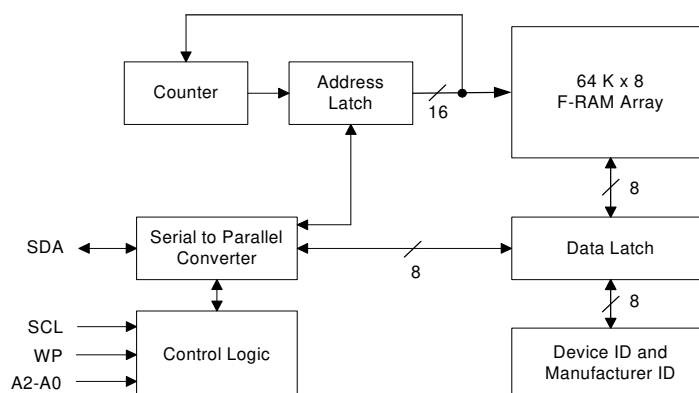 Counter
Address
Latch
16
64 K x 8
F-RAM Array
8
SDA
Serial to Parallel
Converter
8
Data Latch
8
SCL
WP
A2-A0
Control Logic
Device ID and
Manufacturer ID